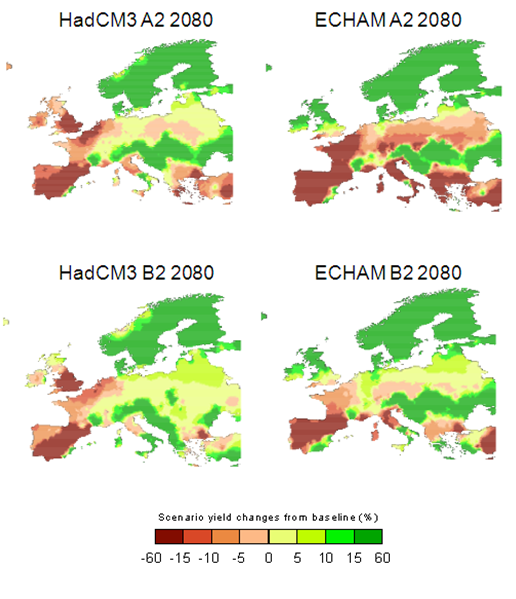 HadCM3 A2 2080
ECHAM A2 2080
HadCM3 B2 2080
ECHAM B2 2080
Scenario yield changes from baseline (%)
-60 -15 -10 -5 0 5 10 15 60